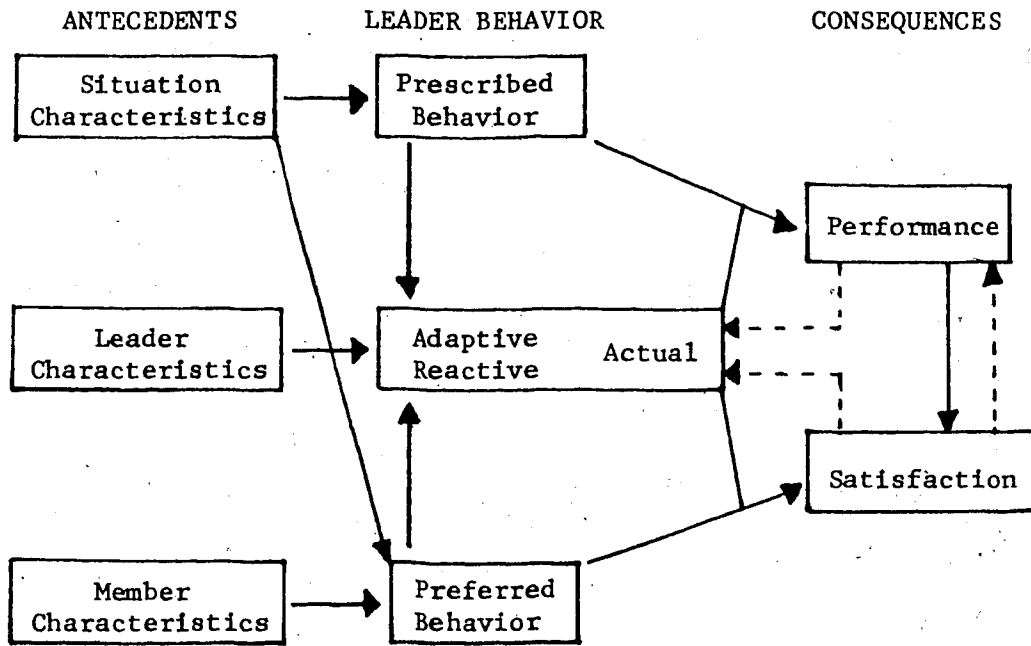 ANTECEDENTS
LEADER BEHAVIOR
CONSEQUENCES
Situation
Characteristics
Prescribed
Behavior
Performance
Leader
Characteristics
Adaptive
Reactive
Actual
Satisfaction
Member
Characteristics
Preferred
Behavior